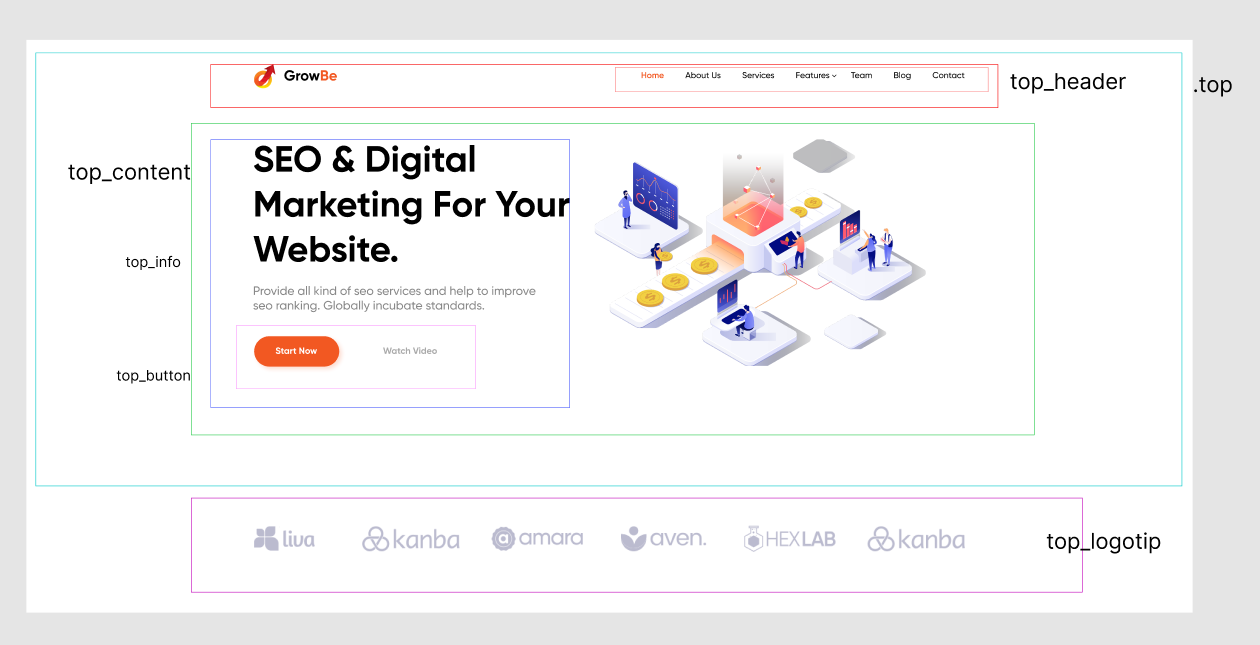 GrowBe
Home About Us Services Features Team Blog Contact
top_header
.top
top_content
SEO & Digital
Marketing For Your
Website.
top_info
Provide all kind of seo services and help to improve
seo ranking. Globally incubate standards.
Start Now Watch Video
top_button
liva kanba amara aven. HEXLAB kanba
top_logotip